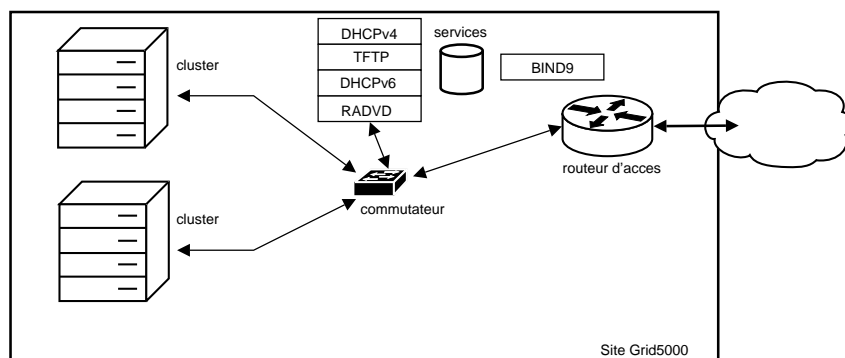 DHCPv4
services
TFTP
BIND9
cluster
DHCPv6
RADVD
routeur d'acces
commutateur
cluster
Site Grid5000